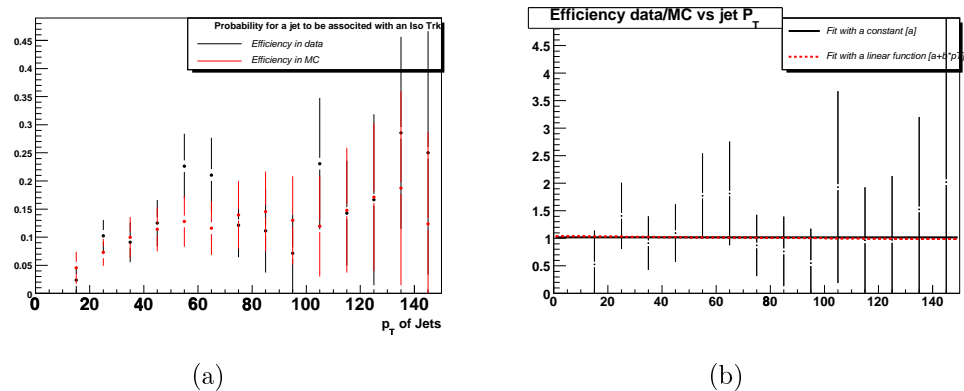 Probability for a jet to be associted with an Iso Trk
Efficiency in data
Efficiency in MC
0.45
0.4
0.35
0.3
0.25
0.2
0.15
0.1
0.05
0
0 20 40 60 80 100 120 140
p_T of Jets
(a)
Efficiency data/MC vs jet P_T
Fit with a constant [a]
Fit with a linear function [a+b*pT]
4.5
4
3.5
3
2.5
2
1.5
1
0.5
0
0 20 40 60 80 100 120 140
(b)